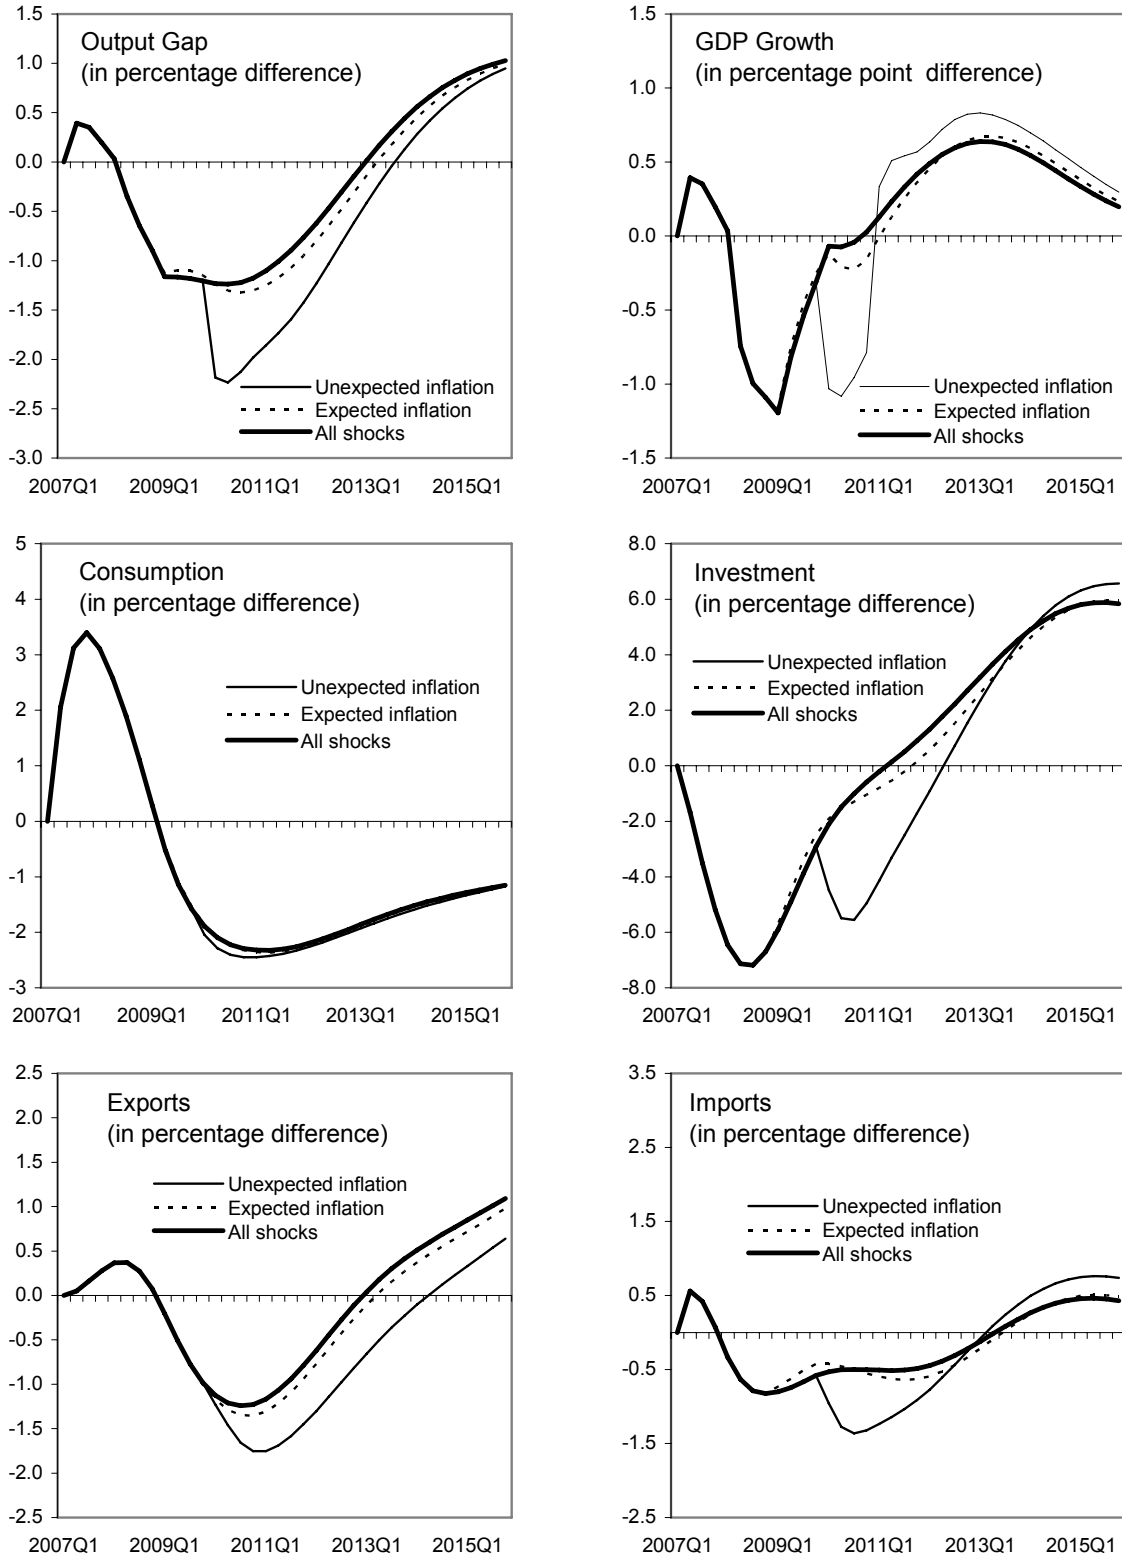 Output Gap
(in percentage difference)
1.5
1.0
0.5
0.0
-0.5
-1.0
-1.5
-2.0
-2.5
-3.0
Unexpected inflation
Expected inflation
All shocks
2007Q1 2009Q1 2011Q1 2013Q1 2015Q1
GDP Growth
(in percentage point difference)
1.5
1.0
0.5
0.0
-0.5
-1.0
-1.5
Unexpected inflation
Expected inflation
All shocks
2007Q1 2009Q1 2011Q1 2013Q1 2015Q1
Consumption
(in percentage difference)
5
4
3
2
1
0
-1
-2
-3
Unexpected inflation
Expected inflation
All shocks
2007Q1 2009Q1 2011Q1 2013Q1 2015Q1
Investment
(in percentage difference)
8.0
6.0
4.0
2.0
0.0
-2.0
-4.0
-6.0
-8.0
Unexpected inflation
Expected inflation
All shocks
2007Q1 2009Q1 2011Q1 2013Q1 2015Q1
Exports
(in percentage difference)
2.5
2.0
1.5
1.0
0.5
0.0
-0.5
-1.0
-1.5
-2.0
-2.5
Unexpected inflation
Expected inflation
All shocks
2007Q1 2009Q1 2011Q1 2013Q1 2015Q1
Imports
(in percentage difference)
3.5
2.5
1.5
0.5
-0.5
-1.5
-2.5
Unexpected inflation
Expected inflation
All shocks
2007Q1 2009Q1 2011Q1 2013Q1 2015Q1